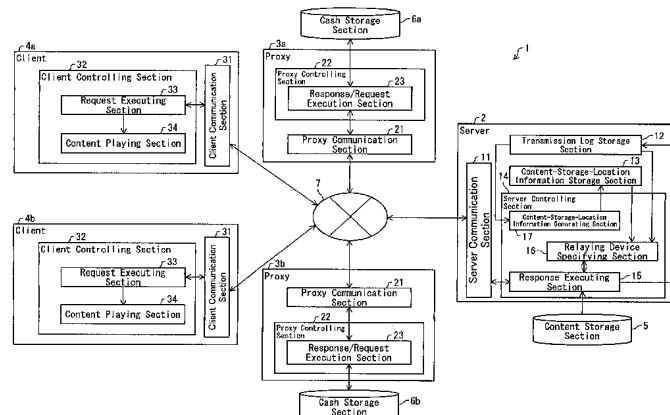 Cash Storage
Section
6a
4a
Client
32
Client Controlling Section
33
Request Executing
Section
34
Content Playing Section
31
Client Communication
Section
3a
Proxy
22
Proxy Controlling
Section
23
Response/Request
Execution Section
21
Proxy Communication
Section
1
2
Server
12
Transmission Log Storage
Section
13
Content-Storage-Location
Information Storage Section
14
Server Controlling
Section
Content-Storage-Location
Information Generating Section
17
16
Relaying Device
Specifying Section
15
Response Executing
Section
11
Server Communication
Section
Content Storage
Section
5
7
4b
Client
32
Client Controlling Section
33
Request Executing
Section
34
Content Playing Section
31
Client Communication
Section
3b
Proxy
21
Proxy Communication
Section
22
Proxy Controlling
Section
23
Response/Request
Execution Section
Cash Storage
Section
6b